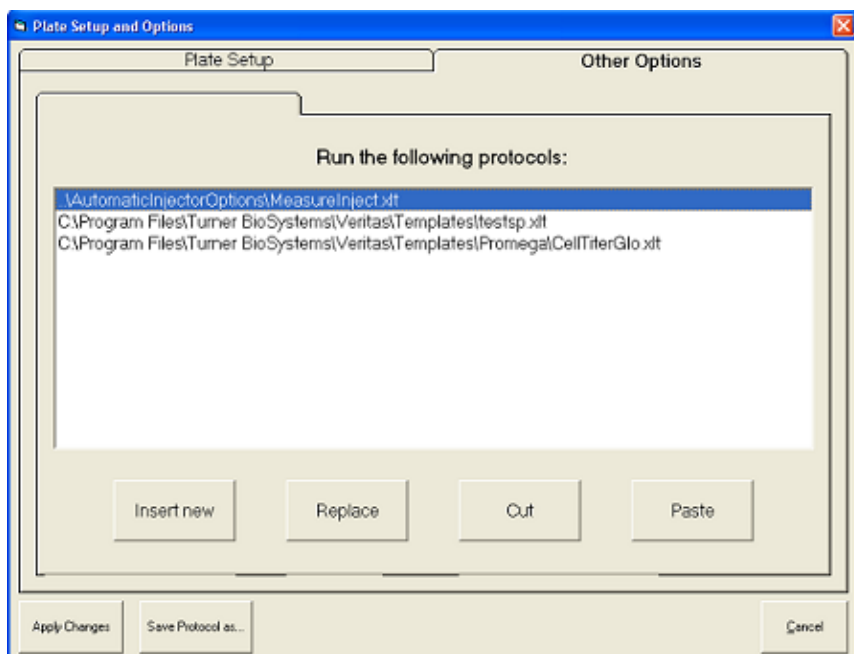 Plate Setup and Options
Plate Setup Other Options
Run the following protocols:
..\AutomaticInjectorOptions\MeasureInject.xlt
C:\Program Files\Turner BioSystems\Veritas\Templates\testsp.xlt
C:\Program Files\Turner BioSystems\Veritas\Templates\Promega\CellTiterGlo.xlt
Insert new Replace Cut Paste
Apply Changes Save Protocol as... Cancel